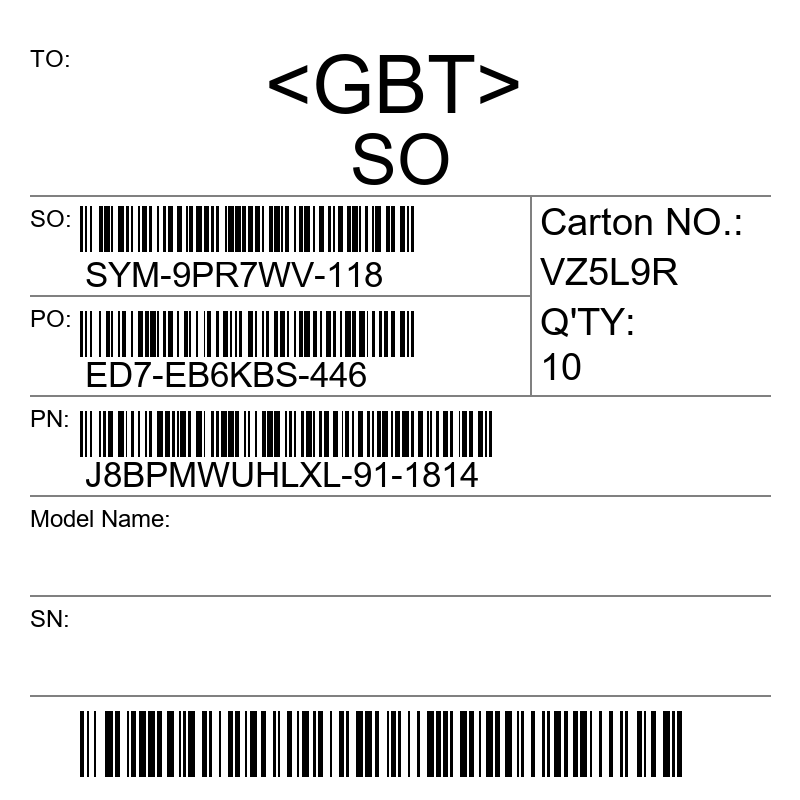 TO:
<GBT>
SO
SO:
SYM-9PR7WV-118
PO:
ED7-EB6KBS-446
Carton NO.:
VZ5L9R
Q'TY:
10
PN:
J8BPMWUHLXL-91-1814
Model Name:
SN: